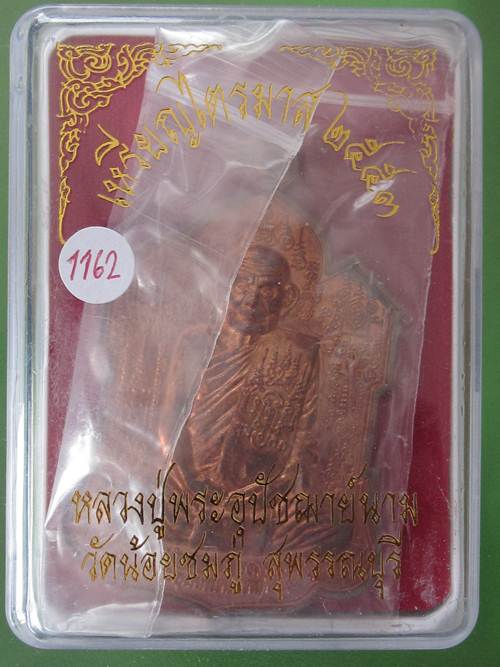 เหรียญไตรมาส ๒๕๕๓
1162
หลวงปู่พระอุปัชฌาย์นาม
วัดน้อยชมภู่ สุพรรณบุรี